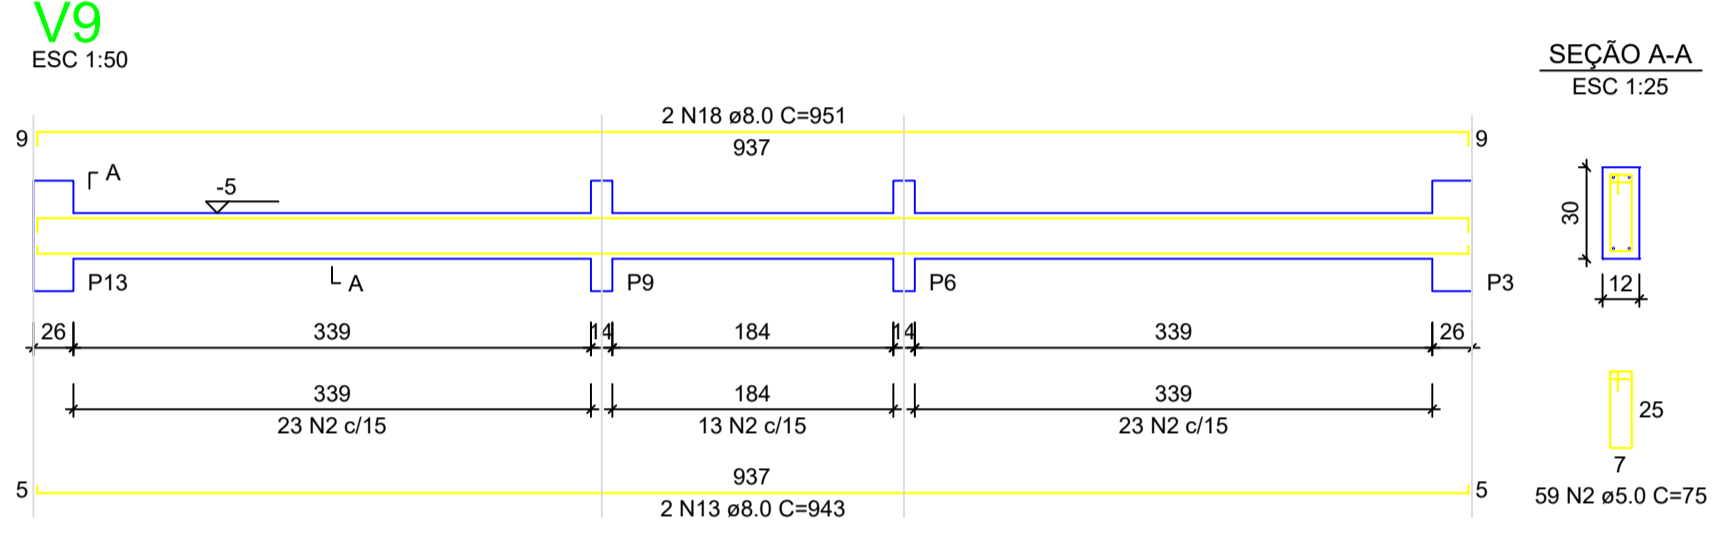 V9
ESC 1:50
SEÇÃO A-A
ESC 1:25
2 N18 ø8.0 C=951
9
937
9
A
-5
30
P13
A
P9
P6
P3
12
26
339
14
184
14
339
26
339
184
339
23 N2 c/15
13 N2 c/15
23 N2 c/15
25
7
937
5
5
2 N13 ø8.0 C=943
59 N2 ø5.0 C=75